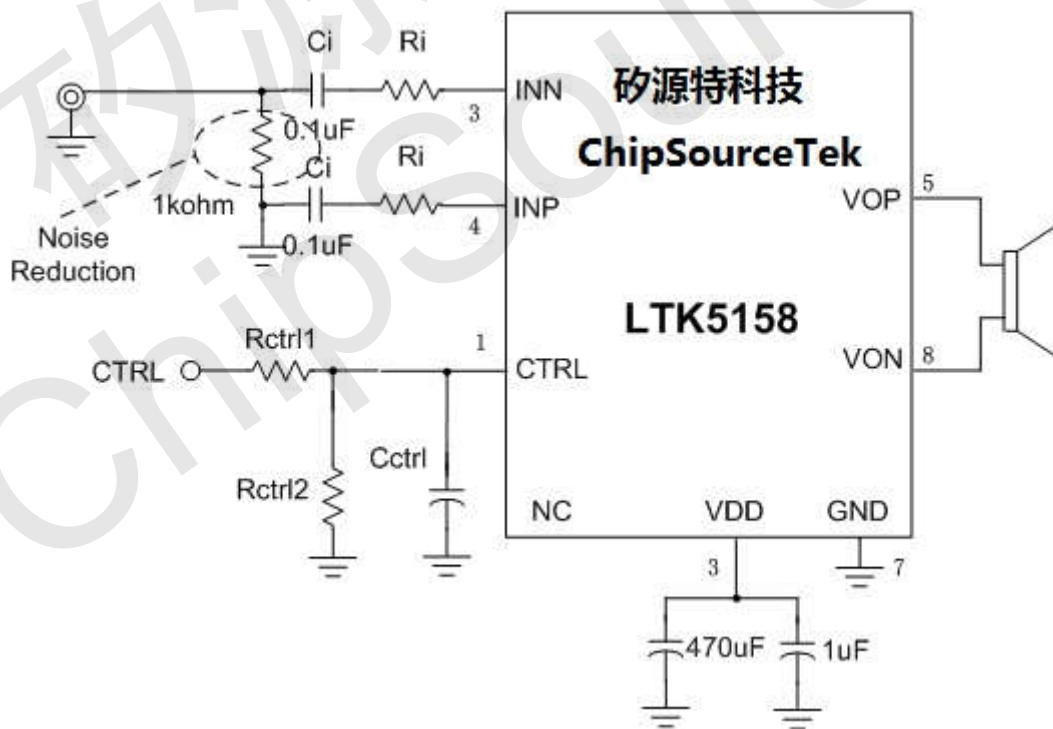 Ci
Ri
INN
3
0.1uF
Ci
Ri
1kohm
INP
4
0.1uF
Noise
Reduction
矽源特科技
ChipSourceTek
VOP
5
LTK5158
Rctrl1
1
CTRL
CTRL
VON
8
Rctrl2
Cctrl
NC
VDD
GND
3
7
470uF
1uF
ChipSour